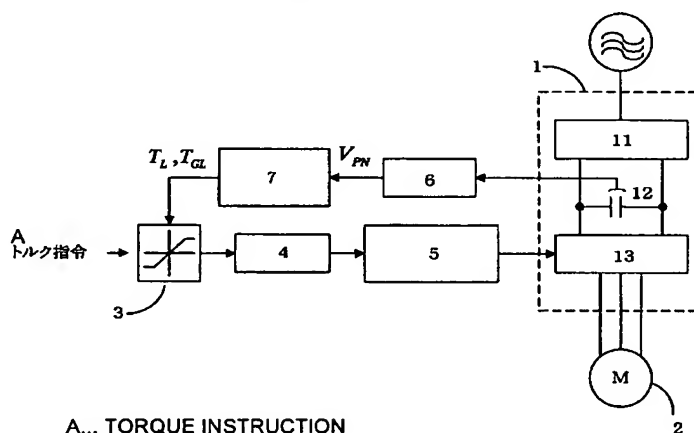 1
11
T_L, T_GL
V_PN
7
6
12
A
トルク指令
4
5
13
3
M
2
A... TORQUE INSTRUCTION